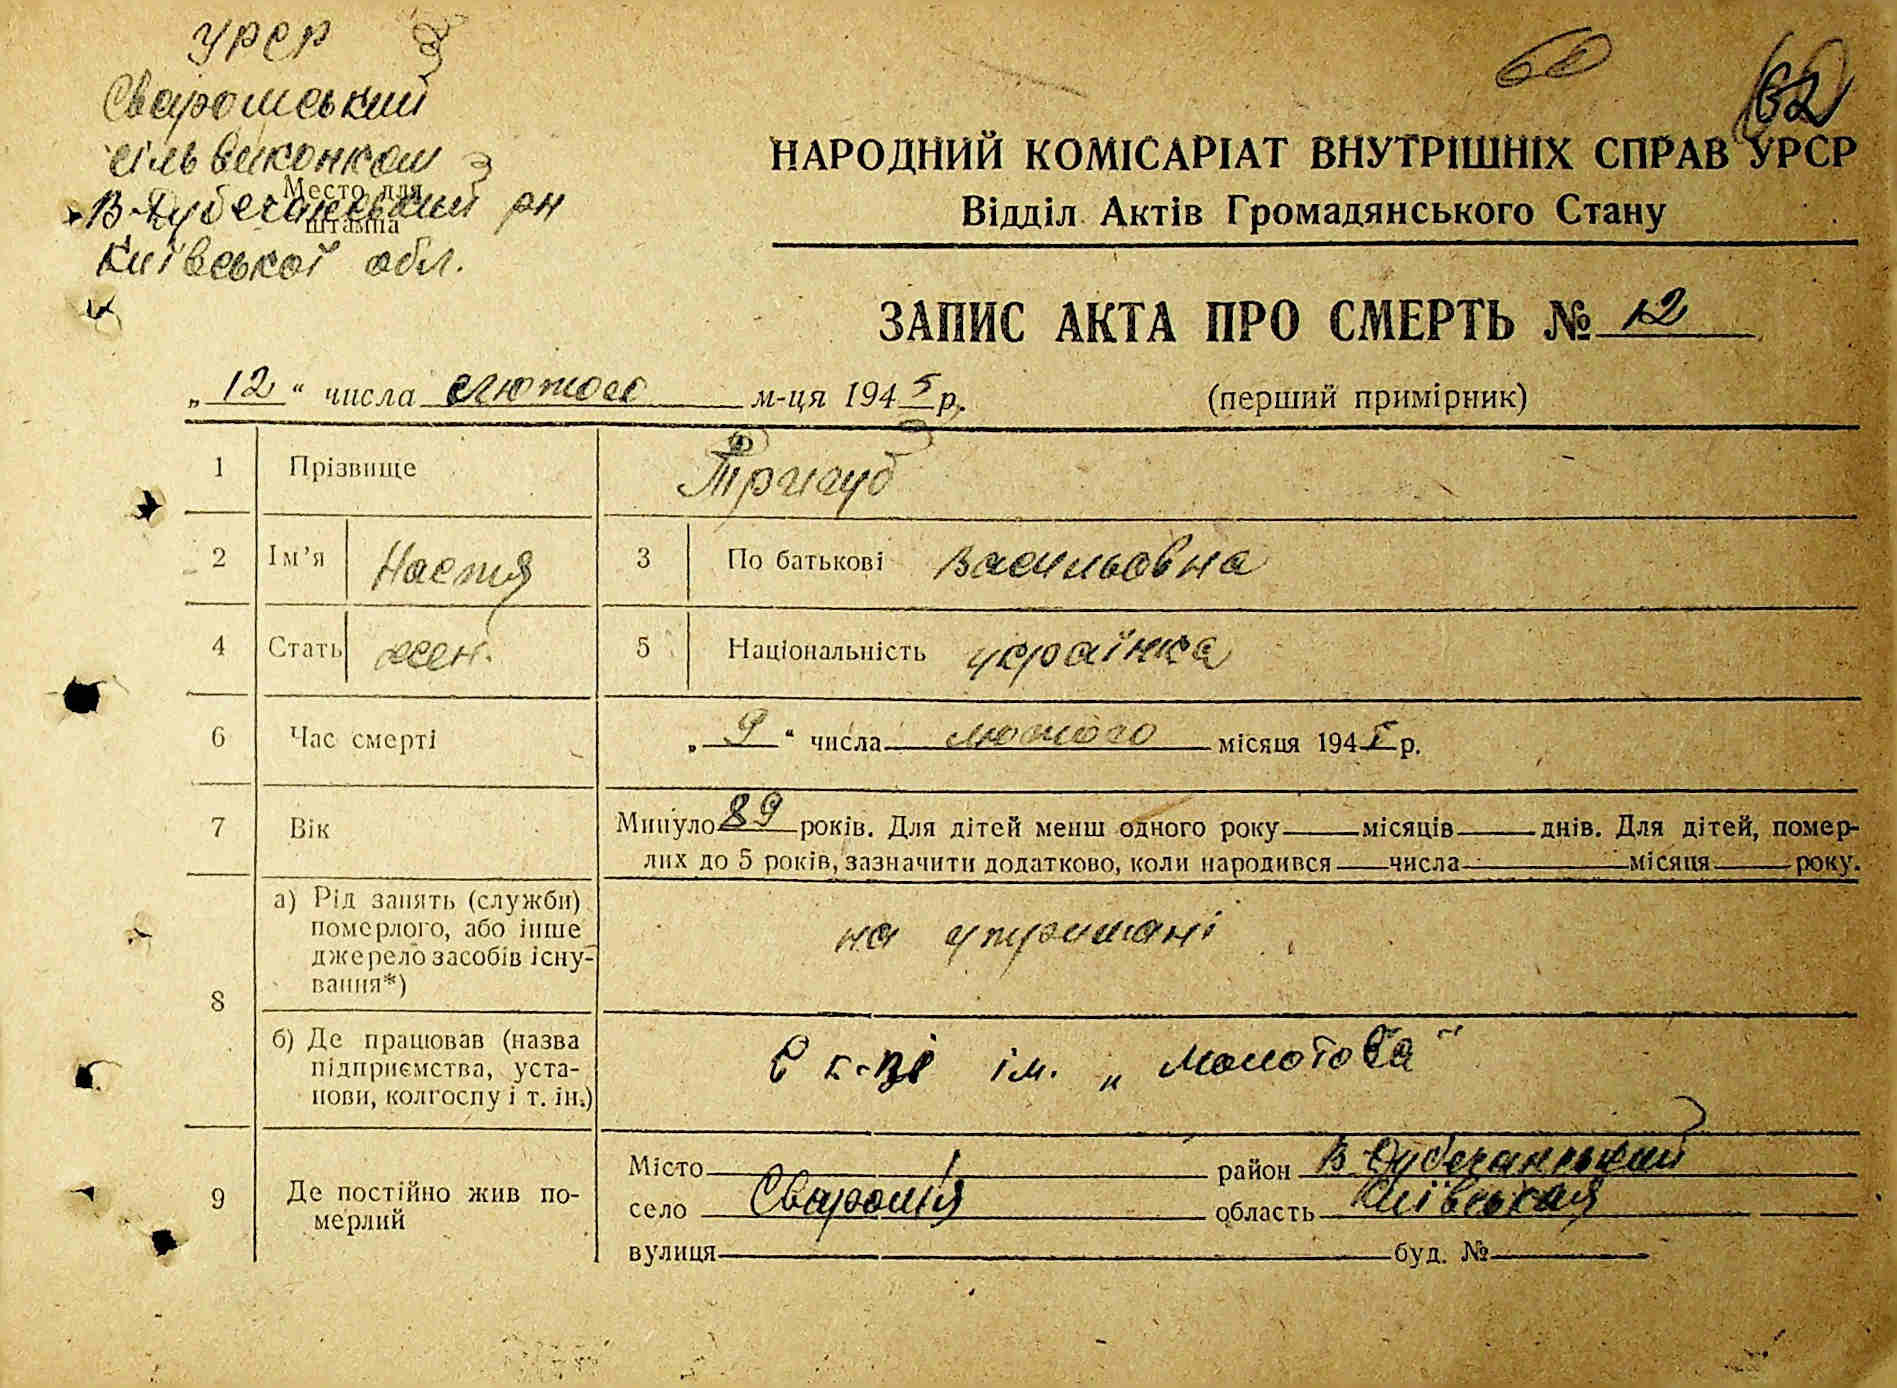 УРСР
Сваромський
сільвиконком
Место для
штампа
В-Дубечанський рн
Київської обл.
60
62
НАРОДНИЙ КОМІСАРІАТ ВНУТРІШНІХ СПРАВ УРСР
Відділ Актів Громадянського Стану
ЗАПИС АКТА ПРО СМЕРТЬ № 12
„12“ числа лютого м-ця 1945 р. (перший примірник)
1 Прізвище Тригуб
2 Ім’я Настя 3 По батькові Васильовна
4 Стать жен. 5 Національність українка
6 Час смерті „9“ числа лютого місяця 1945 р.
7 Вік Минуло 89 років. Для дітей менш одного року — місяців — днів. Для дітей, помер-
лих до 5 років, зазначити додатково, коли народився — числа — місяця — року.
8 а) Рід занять (служби)
померлого, або інше
джерело засобів існу-
вання*)
на утримані
б) Де працював (назва
підприємства, уста-
нови, колгоспу і т. ін.)
в к-пі ім. „Молотова“
9 Де постійно жив по-
мерлий
Місто — район В-Дубечанський
село Сваромія область Київськая
вулиця — буд. № —